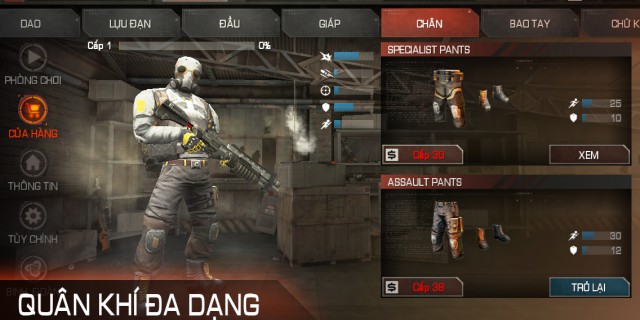 DAO LỰU ĐẠN ĐẦU GIÁP CHÂN BAO TAY
Cấp 1 0%
SPECIALIST PANTS
PHÒNG CHƠI
25
10
CỬA HÀNG
$ Cấp 30 XEM
THÔNG TIN
ASSAULT PANTS
TÙY CHỈNH
30
12
$ Cấp 38 TRỞ LẠI
QUÂN KHÍ ĐA DẠNG